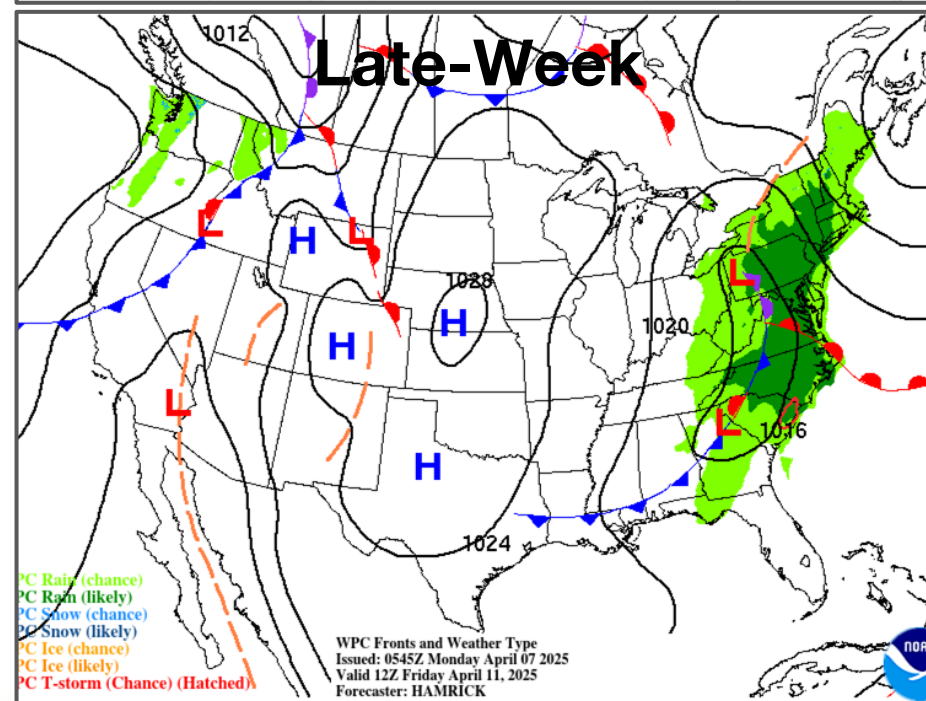 1012
Late-Week
L
H
L
1028
H
L
1020
H
L
L
1016
H
1024
PC Rain (chance)
PC Rain (likely)
PC Snow (chance)
PC Snow (likely)
PC Ice (chance)
PC Ice (likely)
PC T-storm (Chance) (Hatched)
WPC Fronts and Weather Type
Issued: 0545Z Monday April 07 2025
Valid 12Z Friday April 11, 2025
Forecaster: HAMRICK